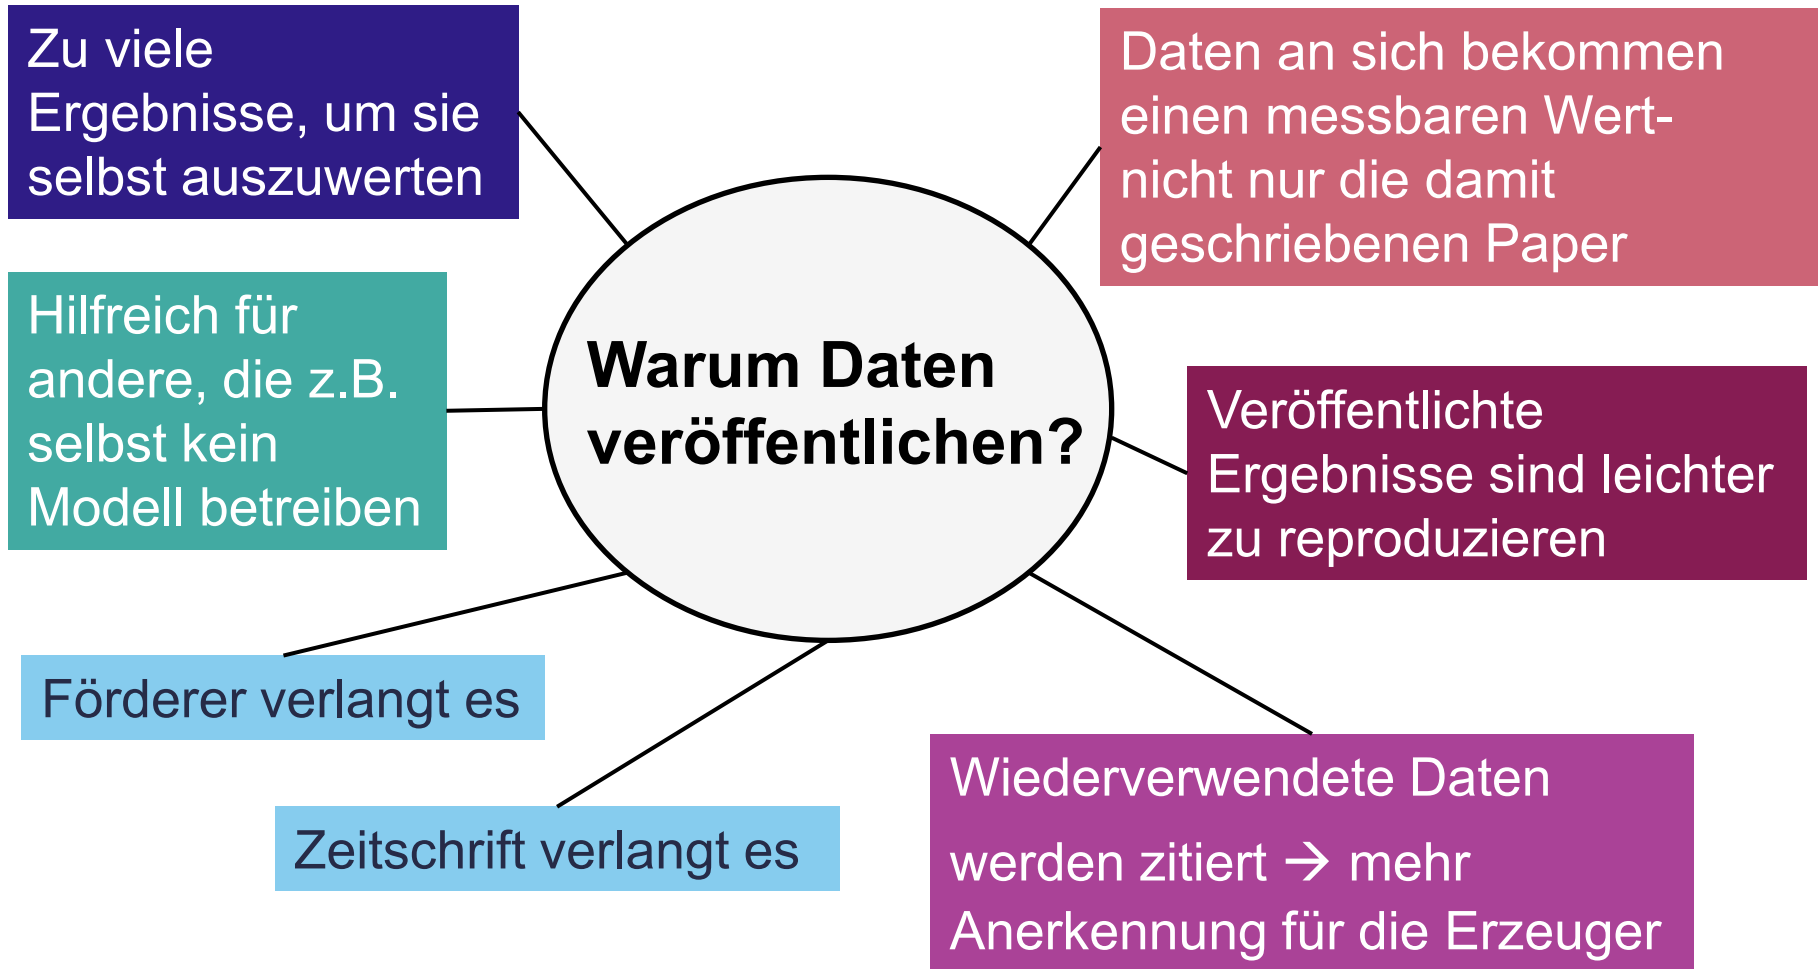 Zu viele
Ergebnisse, um sie
selbst auszuwerten
Daten an sich bekommen
einen messbaren Wert-
nicht nur die damit
geschriebenen Paper
Hilfreich für
andere, die z.B.
selbst kein
Modell betreiben
Warum Daten
veröffentlichen?
Veröffentlichte
Ergebnisse sind leichter
zu reproduzieren
Förderer verlangt es
Zeitschrift verlangt es
Wiederverwendete Daten
werden zitiert → mehr
Anerkennung für die Erzeuger